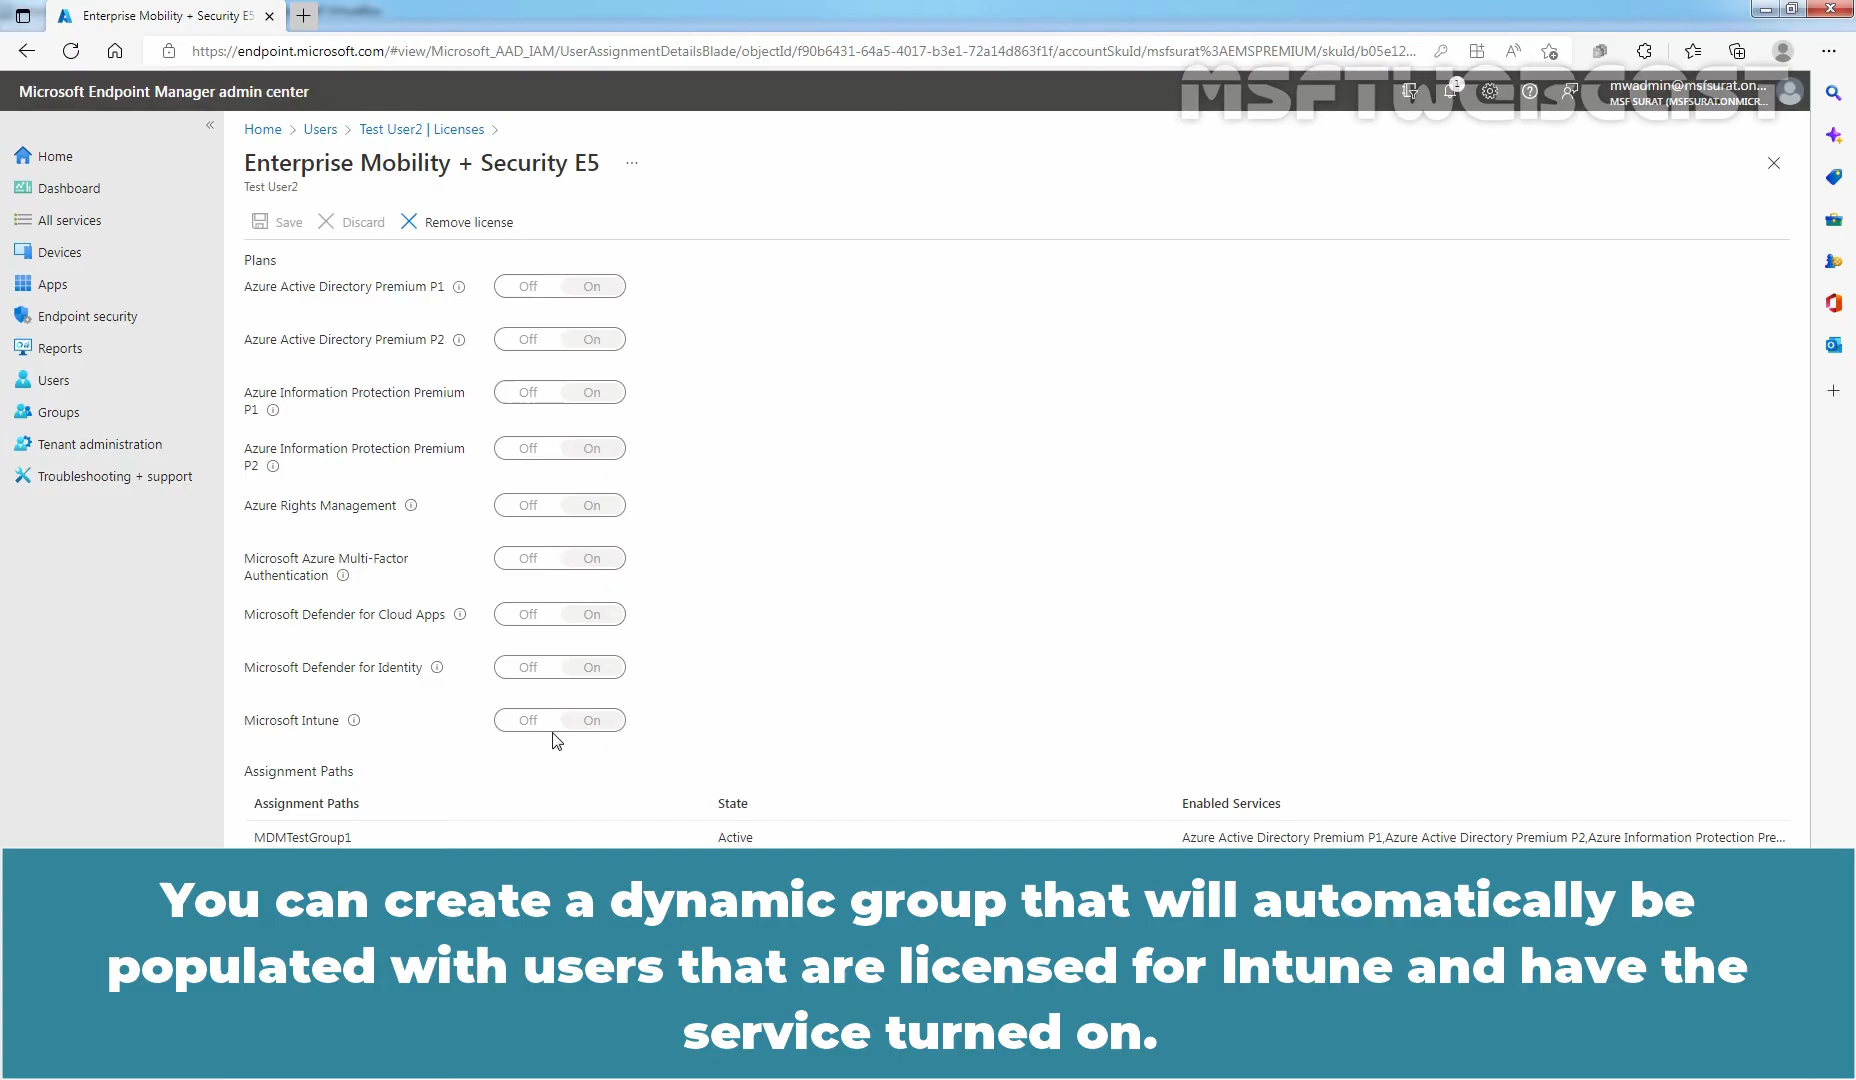 Enterprise Mobility + Security E5
https://endpoint.microsoft.com/#view/Microsoft_AAD_IAM/UserAssignmentDetailsBlade/objectId/f90b6431-64a5-4017-b3e1-72a14d863f1f/accountSkuId/msfsurat%3AEMSPREMIUM/skuId/b05e12...
MSFTWEBCAST
Microsoft Endpoint Manager admin center
1
mwadmin@msfsurat.on...
MSF SURAT (MSFSURAT.ONMICR...
Home
Dashboard
All services
Devices
Apps
Endpoint security
Reports
Users
Groups
Tenant administration
Troubleshooting + support
Home > Users > Test User2 | Licenses >
Enterprise Mobility + Security E5 ...
Test User2
Save Discard Remove license
Plans
Azure Active Directory Premium P1 Off On
Azure Active Directory Premium P2 Off On
Azure Information Protection Premium
P1 Off On
Azure Information Protection Premium
P2 Off On
Azure Rights Management Off On
Microsoft Azure Multi-Factor
Authentication Off On
Microsoft Defender for Cloud Apps Off On
Microsoft Defender for Identity Off On
Microsoft Intune Off On
Assignment Paths
Assignment Paths State Enabled Services
MDMTestGroup1 Active Azure Active Directory Premium P1,Azure Active Directory Premium P2,Azure Information Protection Pre...
You can create a dynamic group that will automatically be
populated with users that are licensed for Intune and have the
service turned on.